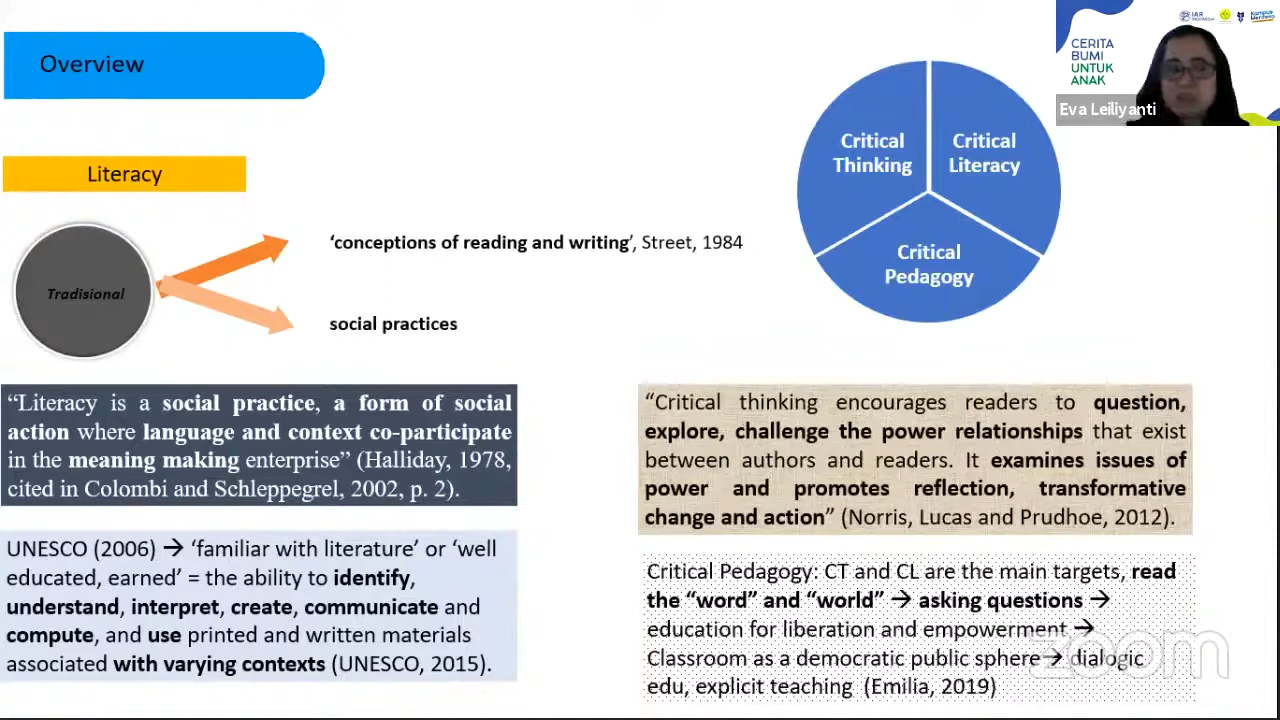 Overview
Literacy
Tradisional
‘conceptions of reading and writing’, Street, 1984
social practices
Critical
Thinking
Critical
Literacy
Critical
Pedagogy
IAR
INDONESIA
Kampus
Merdeka
CERITA
BUMI
UNTUK
ANAK
Eva Leiliyanti
“Literacy is a social practice, a form of social
action where language and context co-participate
in the meaning making enterprise” (Halliday, 1978,
cited in Colombi and Schleppegrel, 2002, p. 2).
UNESCO (2006) → ‘familiar with literature’ or ‘well
educated, earned’ = the ability to identify,
understand, interpret, create, communicate and
compute, and use printed and written materials
associated with varying contexts (UNESCO, 2015).
“Critical thinking encourages readers to question,
explore, challenge the power relationships that exist
between authors and readers. It examines issues of
power and promotes reflection, transformative
change and action” (Norris, Lucas and Prudhoe, 2012).
Critical Pedagogy: CT and CL are the main targets, read
the “word” and “world” → asking questions →
education for liberation and empowerment →
Classroom as a democratic public sphere→ dialogic
edu, explicit teaching (Emilia, 2019)
zoom